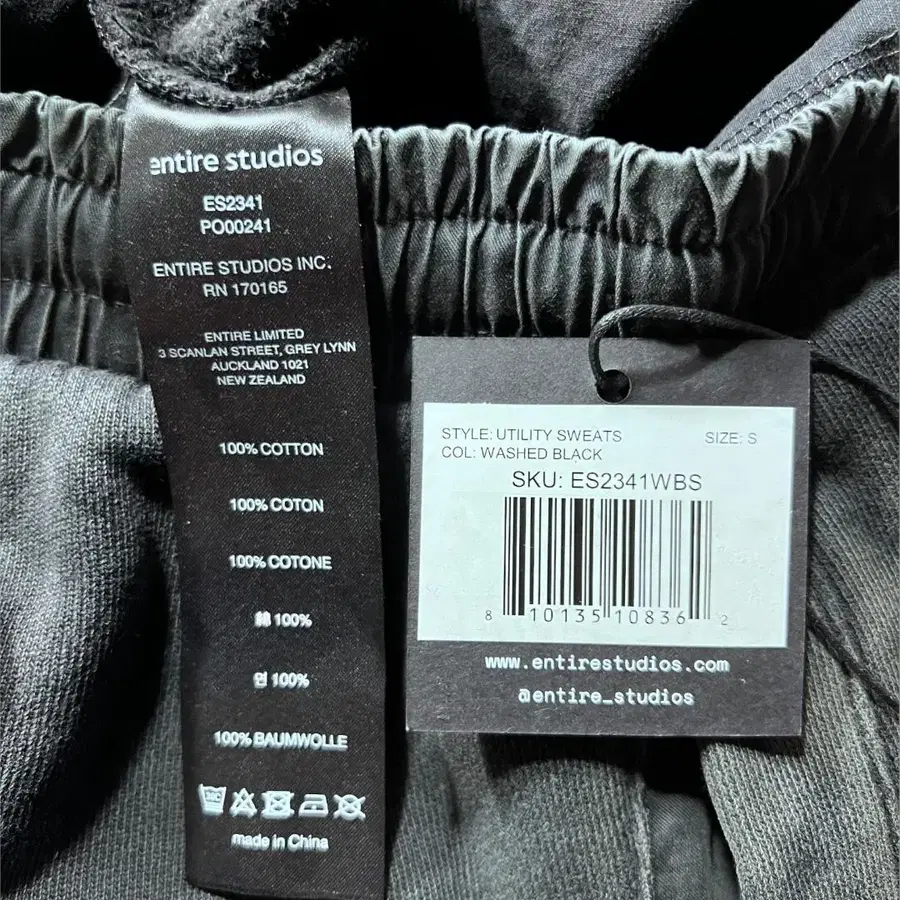 entire studios
ES2341
PO00241
ENTIRE STUDIOS INC.
RN 170165
ENTIRE LIMITED
3 SCANLAN STREET, GREY LYNN
AUCKLAND 1021
NEW ZEALAND
100% COTTON
100% COTON
100% COTONE
綿 100%
면 100%
100% BAUMWOLLE
made in China
STYLE: UTILITY SWEATS SIZE: S
COL: WASHED BLACK
SKU: ES2341WBS
8 10135 10836 2
www.entirestudios.com
@entire_studios